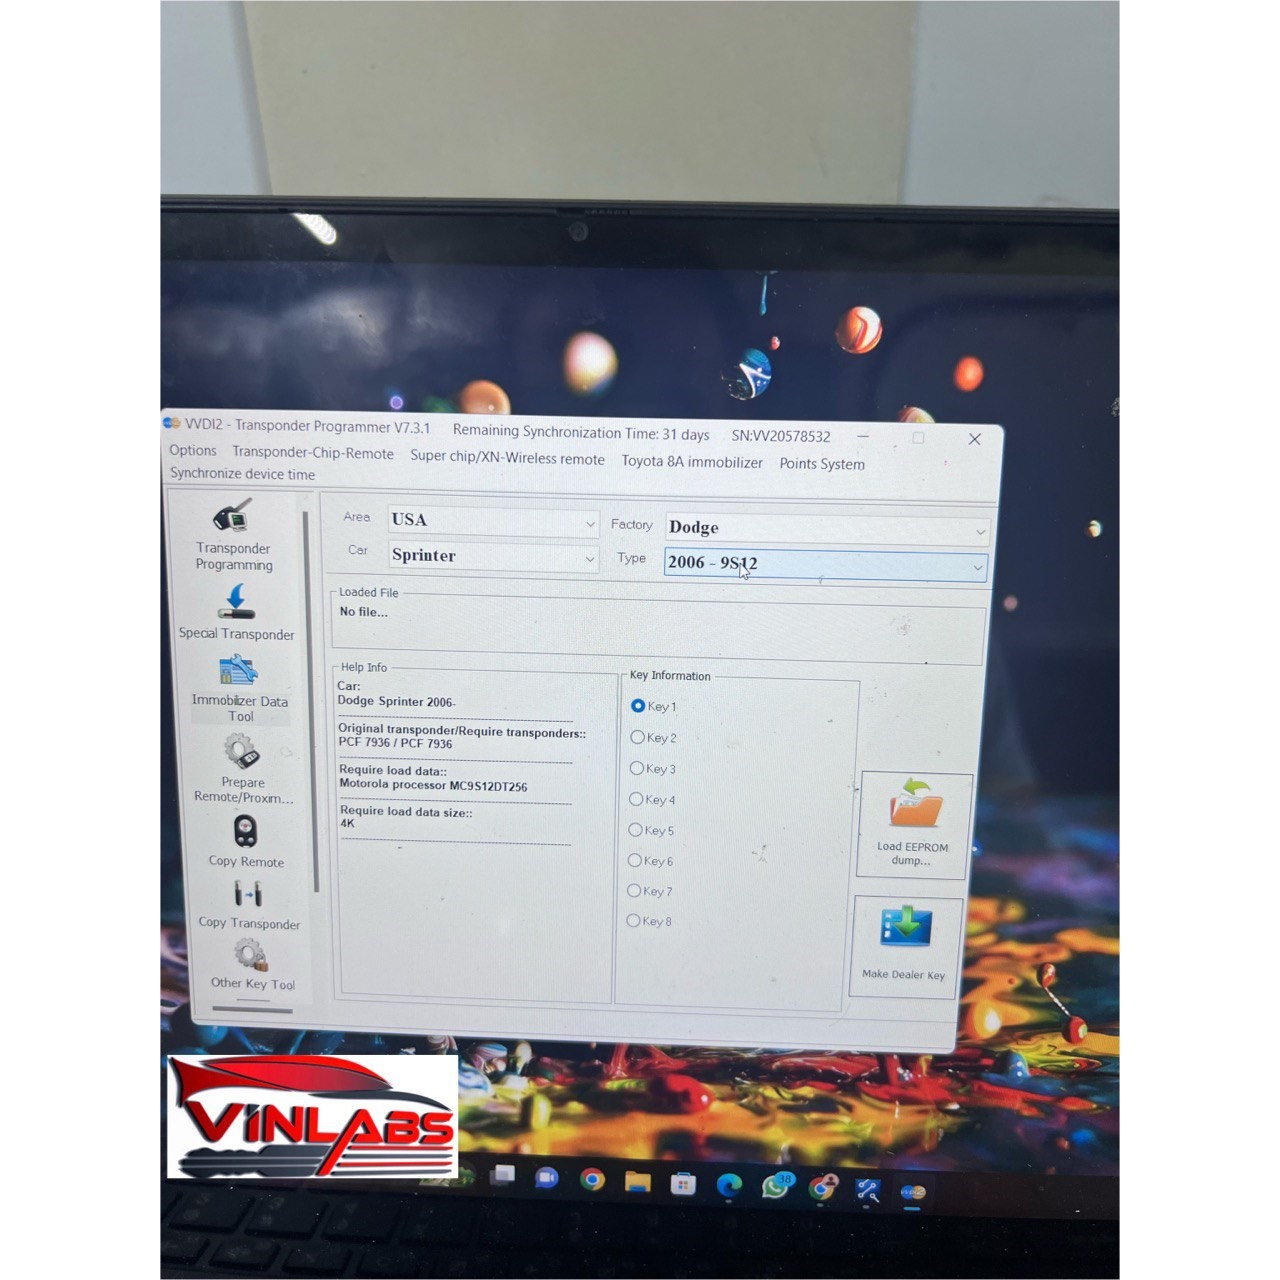 VVDI2 - Transponder Programmer V7.3.1 Remaining Synchronization Time: 31 days SN:VV20578532
Options Transponder-Chip-Remote Super chip/XN-Wireless remote Toyota 8A immobilizer Points System
Synchronize device time
Transponder
Programming
Special Transponder
Immobilizer Data
Tool
Prepare
Remote/Proxim...
Copy Remote
Copy Transponder
Other Key Tool
Area USA Factory Dodge
Car Sprinter Type 2006 - 9S12
Loaded File
No file...
Help Info
Car:
Dodge Sprinter 2006-
Original transponder/Require transponders::
PCF 7936 / PCF 7936
Require load data::
Motorola processor MC9S12DT256
Require load data size::
4K
Key Information
Key 1
Key 2
Key 3
Key 4
Key 5
Key 6
Key 7
Key 8
Load EEPROM
dump...
Make Dealer Key
VINLABS
38